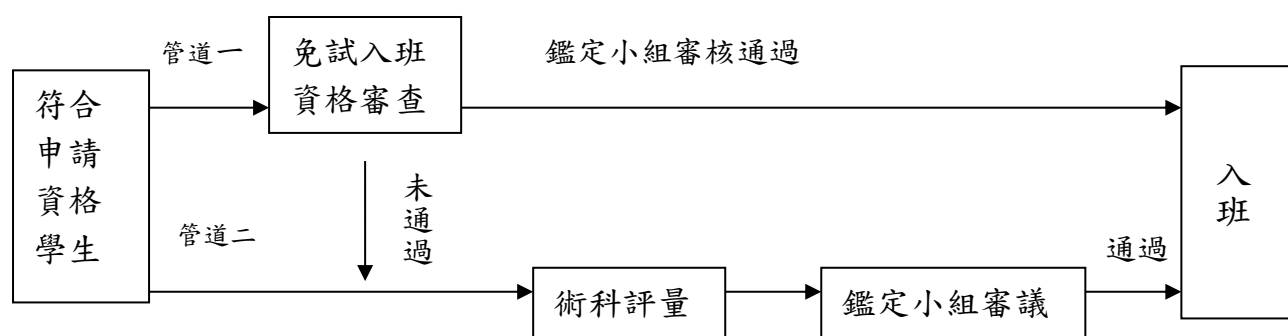 符合
申請
資格
學生
管道一
免試入班
資格審查
鑑定小組審核通過
未
通
過
管道二
術科評量
鑑定小組審議
通過
入
班